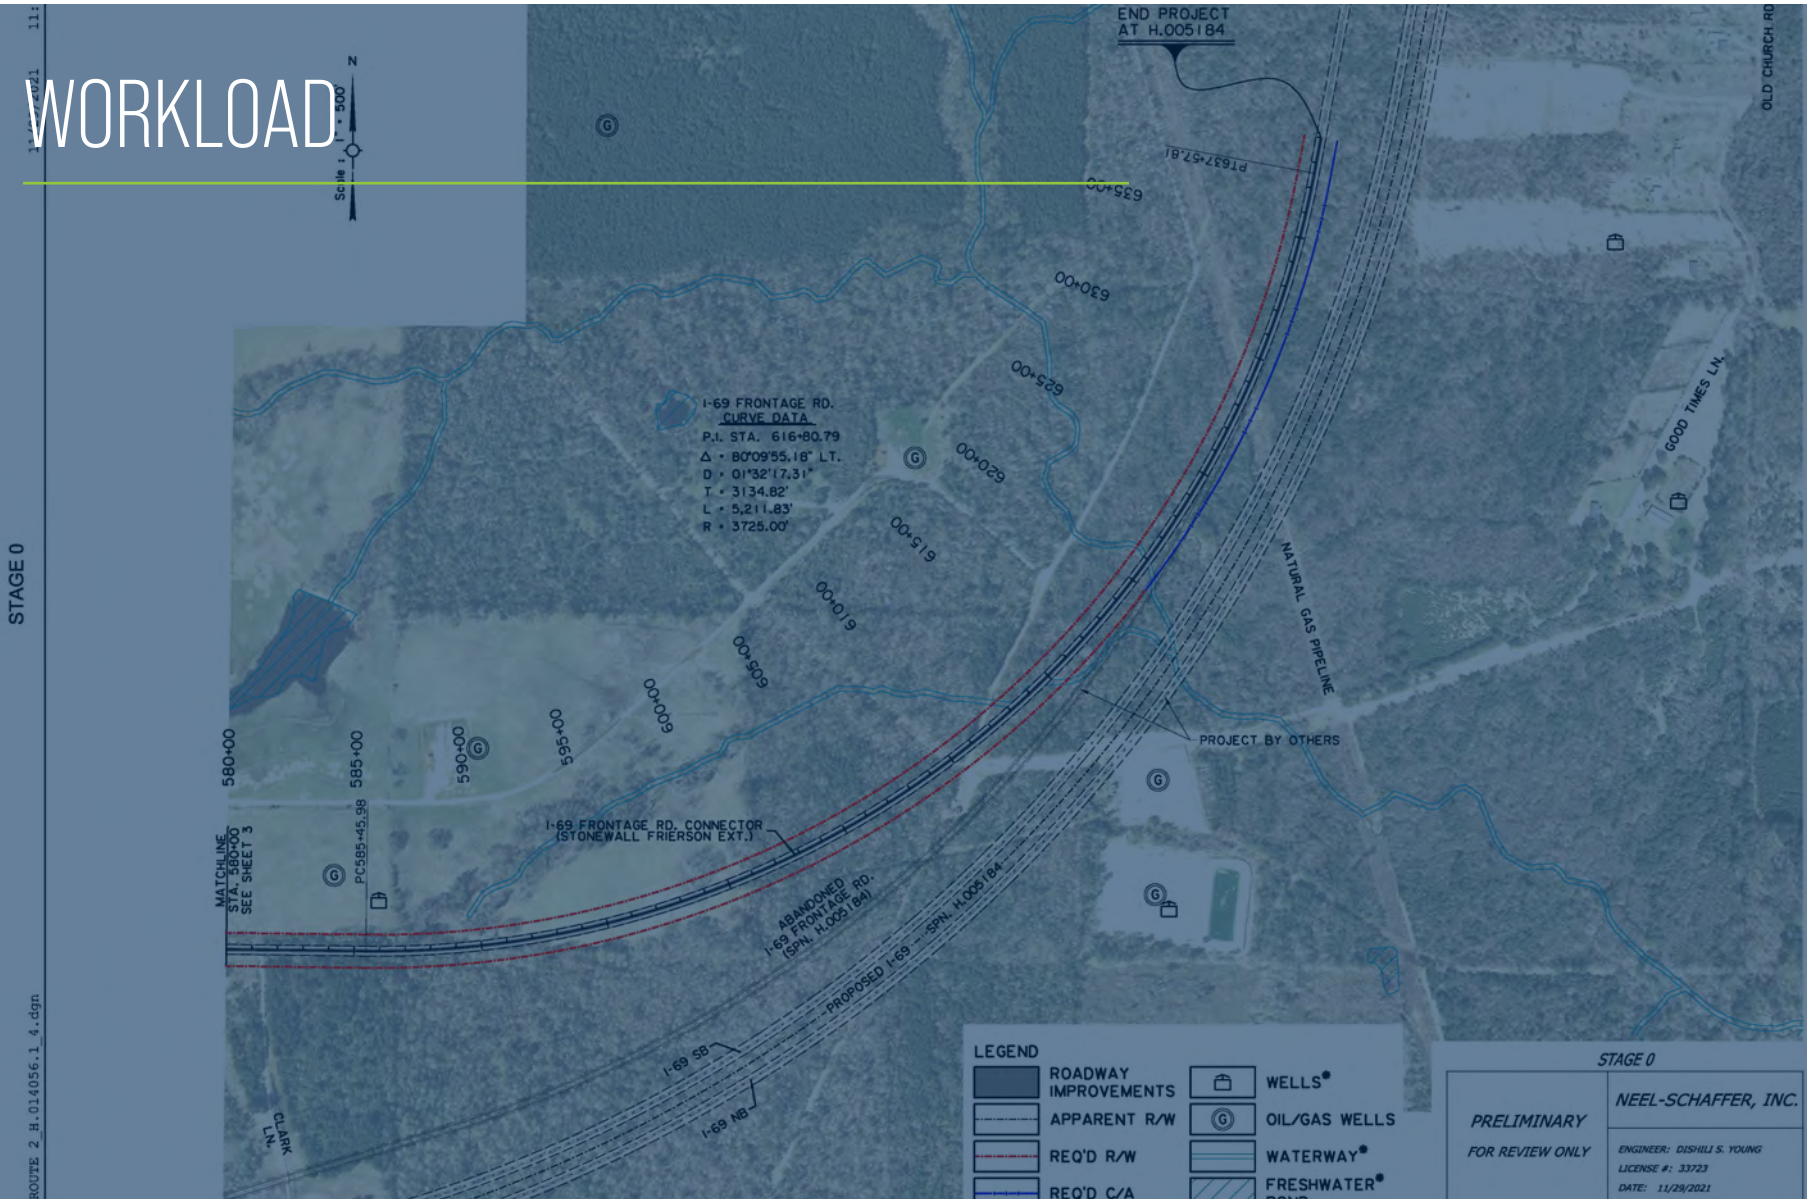 WORKLOAD
END PROJECT
AT H.005184
OLD CHURCH RD
N
Scale : 1" = 500'
STAGE 0
ROUTE 2_H.014056.1_4.dgn
PT637+57.81
635+00
630+00
625+00
620+00
615+00
610+00
605+00
600+00
595+00
590+00
585+00
580+00
I-69 FRONTAGE RD.
CURVE DATA
P.I. STA. 616+80.79
Δ = 80°09'55.18" LT.
D = 01°32'17.31"
T = 3134.82'
L = 5,211.83'
R = 3725.00'
G
G
G
G
G
G
GOOD TIMES LN.
NATURAL GAS PIPELINE
PROJECT BY OTHERS
PC585+45.98
MATCHLINE
STA. 580+00
SEE SHEET 3
I-69 FRONTAGE RD. CONNECTOR
(STONEWALL FRIERSON EXT.)
ABANDONED
I-69 FRONTAGE RD.
(SPN. H.005184)
PROPOSED I-69
SPN. H.005184
I-69 SB
I-69 NB
CLARK
LN.
LEGEND
ROADWAY
IMPROVEMENTS
APPARENT R/W
REQ'D R/W
REQ'D C/A
WELLS*
G
OIL/GAS WELLS
WATERWAY*
FRESHWATER*
POND
STAGE 0
PRELIMINARY
FOR REVIEW ONLY
NEEL-SCHAFFER, INC.
ENGINEER: DISHILI S. YOUNG
LICENSE #: 33723
DATE: 11/29/2021